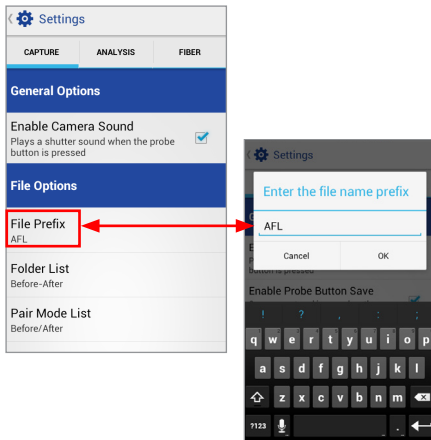 Settings
CAPTURE ANALYSIS FIBER
General Options
Enable Camera Sound
Plays a shutter sound when the probe
button is pressed
File Options
File Prefix
AFL
Folder List
Before-After
Pair Mode List
Before/After
Settings
Enter the file name prefix
AFL
Cancel OK
button is pressed
Enable Probe Button Save
! ? , : ;
q w e r t y u i o p
a s d f g h j k l
z x c v b n m
?123 .